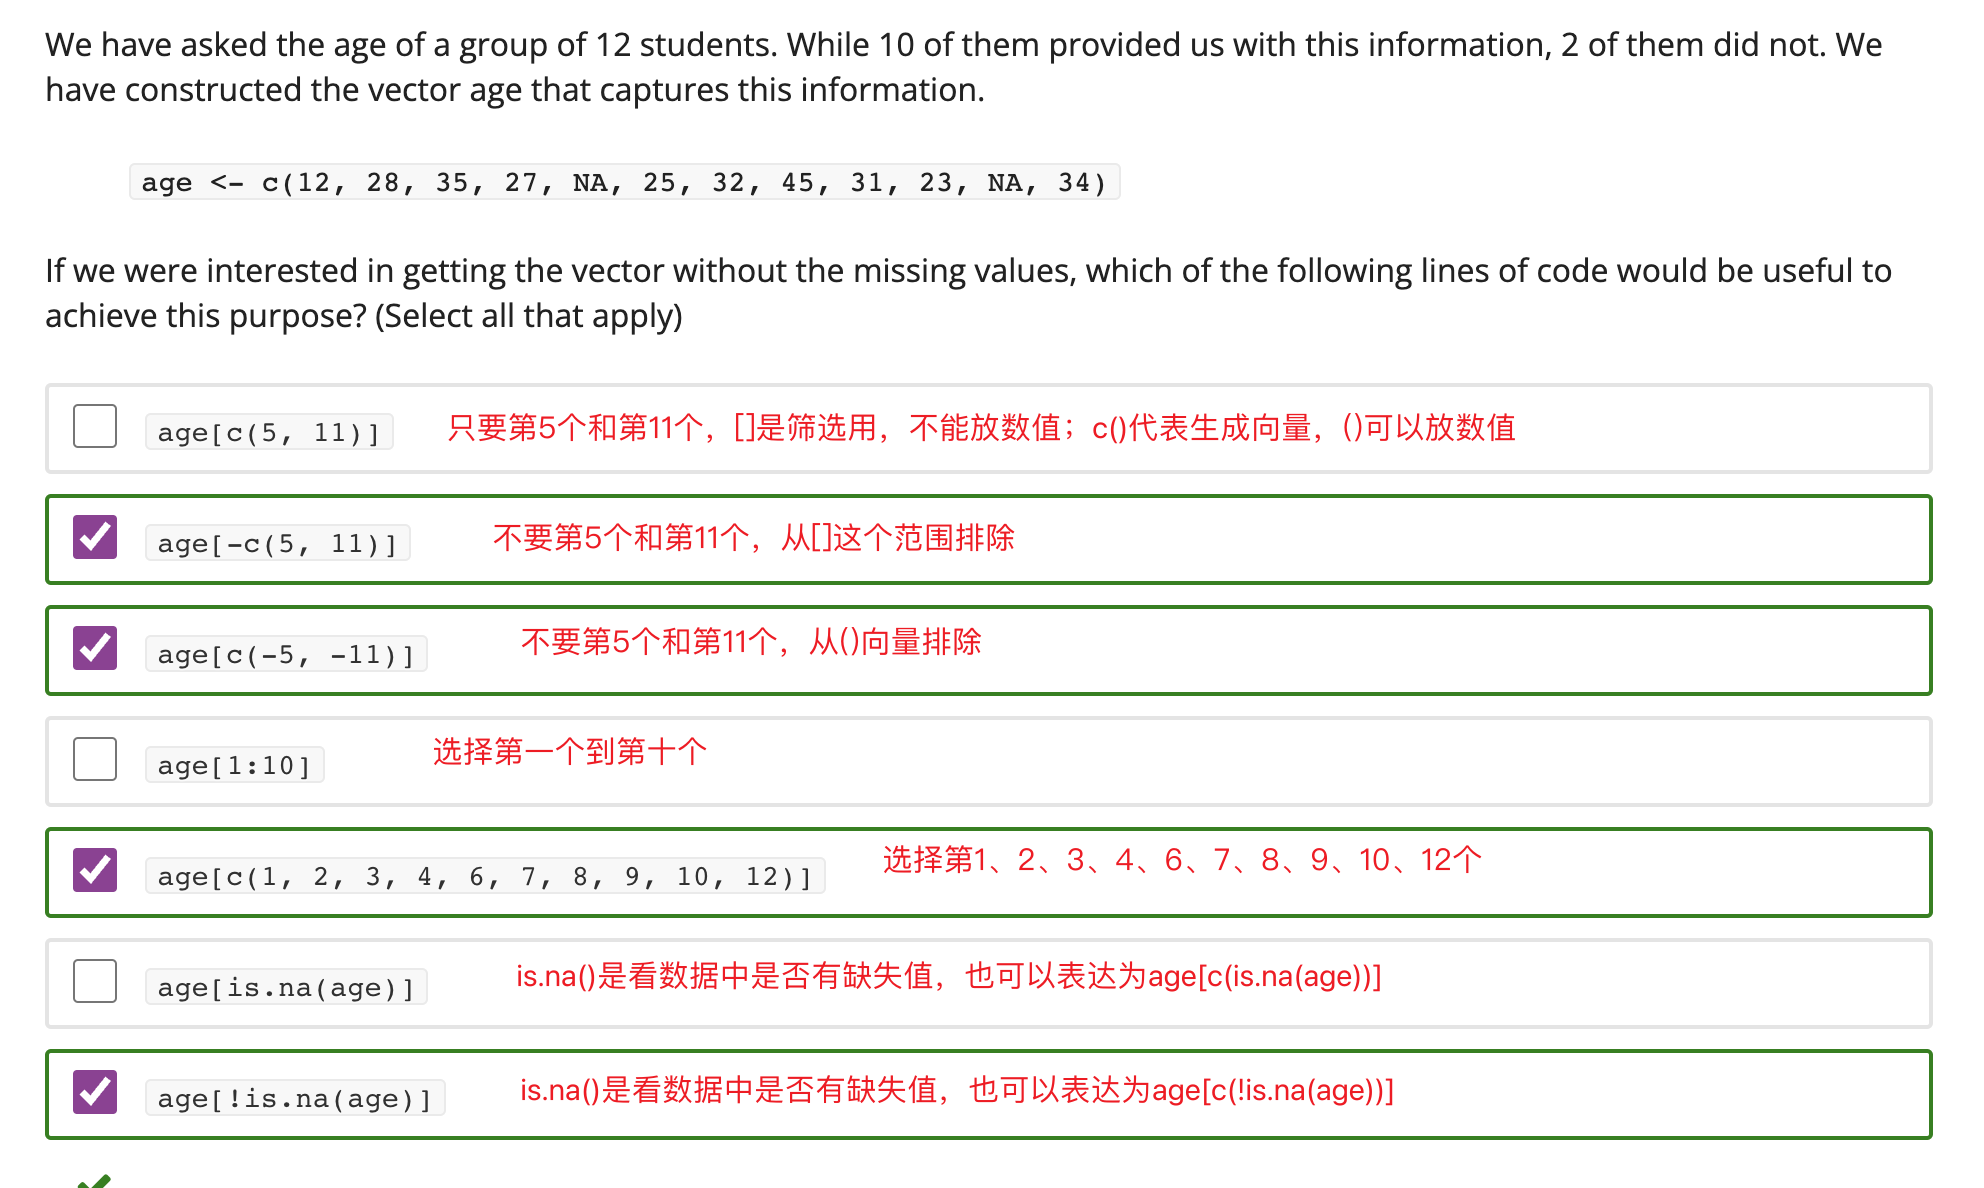 We have asked the age of a group of 12 students. While 10 of them provided us with this information, 2 of them did not. We
have constructed the vector age that captures this information.
age <- c(12, 28, 35, 27, NA, 25, 32, 45, 31, 23, NA, 34)
If we were interested in getting the vector without the missing values, which of the following lines of code would be useful to
achieve this purpose? (Select all that apply)
age[c(5, 11)] 只要第5个和第11个，[]是筛选用，不能放数值；c()代表生成向量，()可以放数值
age[-c(5, 11)] 不要第5个和第11个，从[]这个范围排除
age[c(-5, -11)] 不要第5个和第11个，从()向量排除
age[1:10] 选择第一个到第十个
age[c(1, 2, 3, 4, 6, 7, 8, 9, 10, 12)] 选择第1、2、3、4、6、7、8、9、10、12个
age[is.na(age)] is.na()是看数据中是否有缺失值，也可以表达为age[c(is.na(age))]
age[!is.na(age)] is.na()是看数据中是否有缺失值，也可以表达为age[c(!is.na(age))]